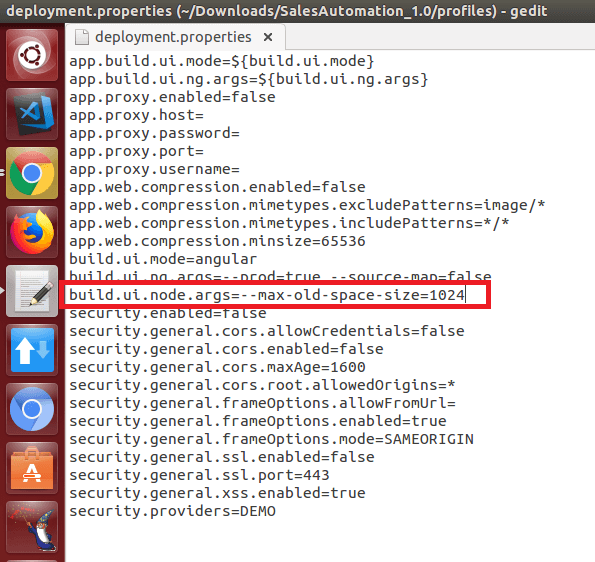 deployment.properties (~/Downloads/SalesAutomation_1.0/profiles) - gedit
deployment.properties ×
app.build.ui.mode=${build.ui.mode}
app.build.ui.ng.args=${build.ui.ng.args}
app.proxy.enabled=false
app.proxy.host=
app.proxy.password=
app.proxy.port=
app.proxy.username=
app.web.compression.enabled=false
app.web.compression.mimetypes.excludePatterns=image/*
app.web.compression.mimetypes.includePatterns=*/*
app.web.compression.minsize=65536
build.ui.mode=angular
build.ui.ng.args=--prod=true --source-map=false
build.ui.node.args=--max-old-space-size=1024
security.enabled=false
security.general.cors.allowCredentials=false
security.general.cors.enabled=false
security.general.cors.maxAge=1600
security.general.cors.root.allowedOrigins=*
security.general.frameOptions.allowFromUrl=
security.general.frameOptions.enabled=true
security.general.frameOptions.mode=SAMEORIGIN
security.general.ssl.enabled=false
security.general.ssl.port=443
security.general.xss.enabled=true
security.providers=DEMO